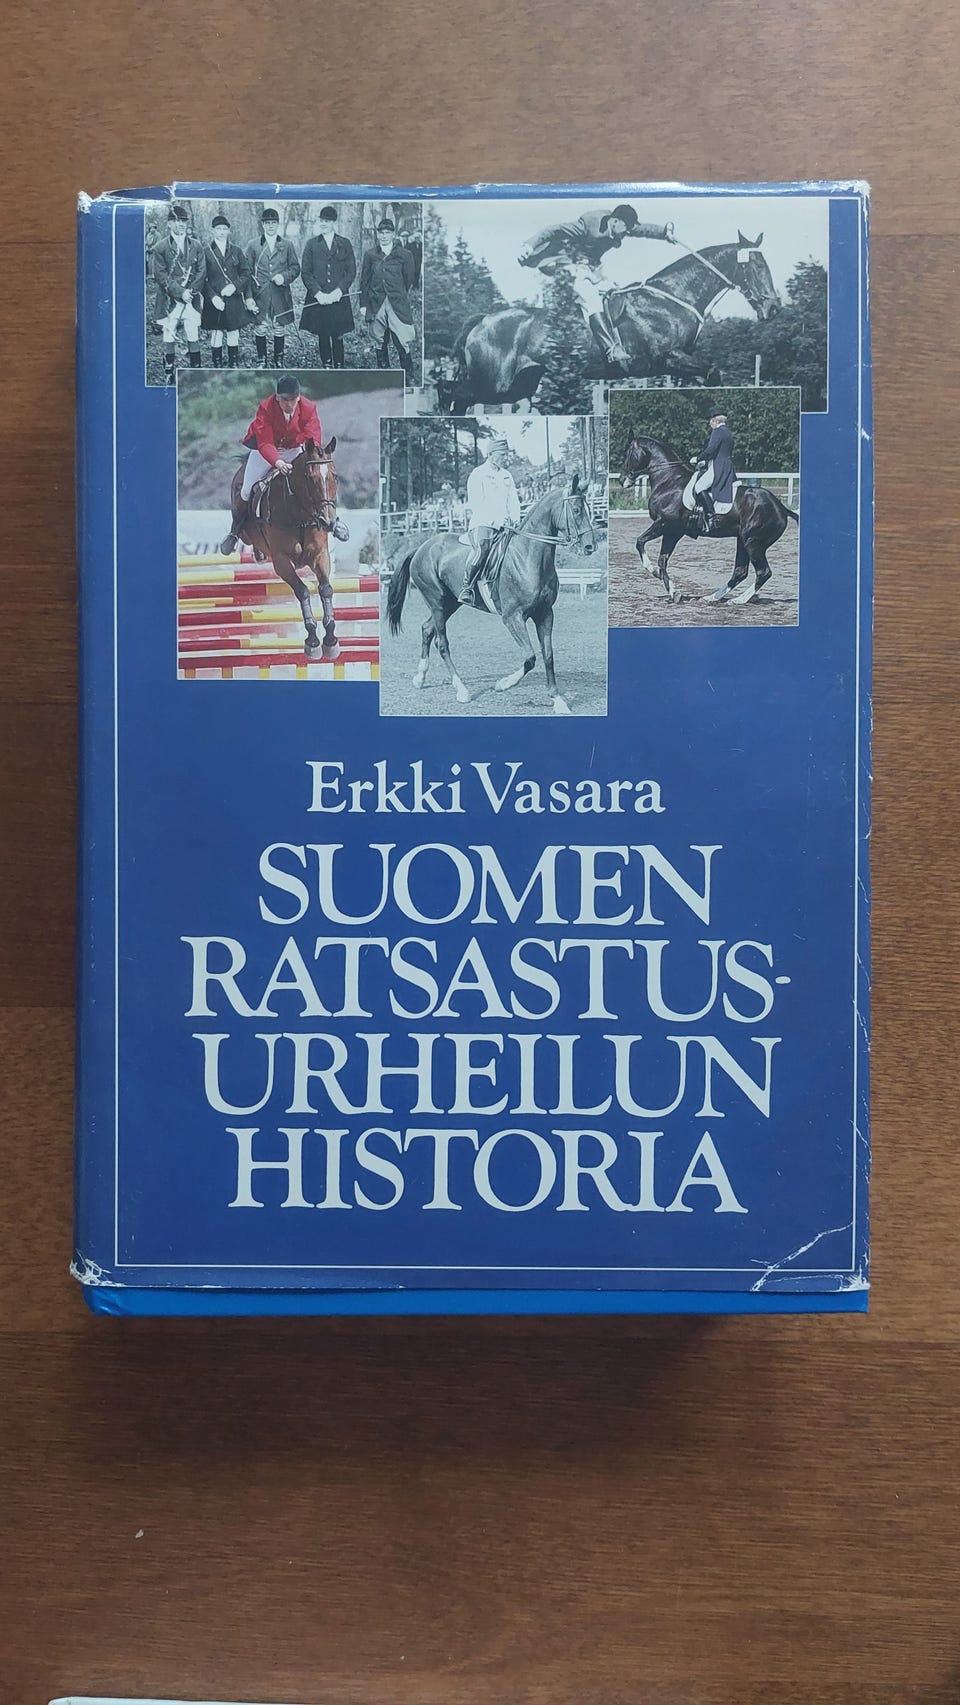 Erkki Vasara
SUOMEN
RATSASTUS-
URHEILUN
HISTORIA